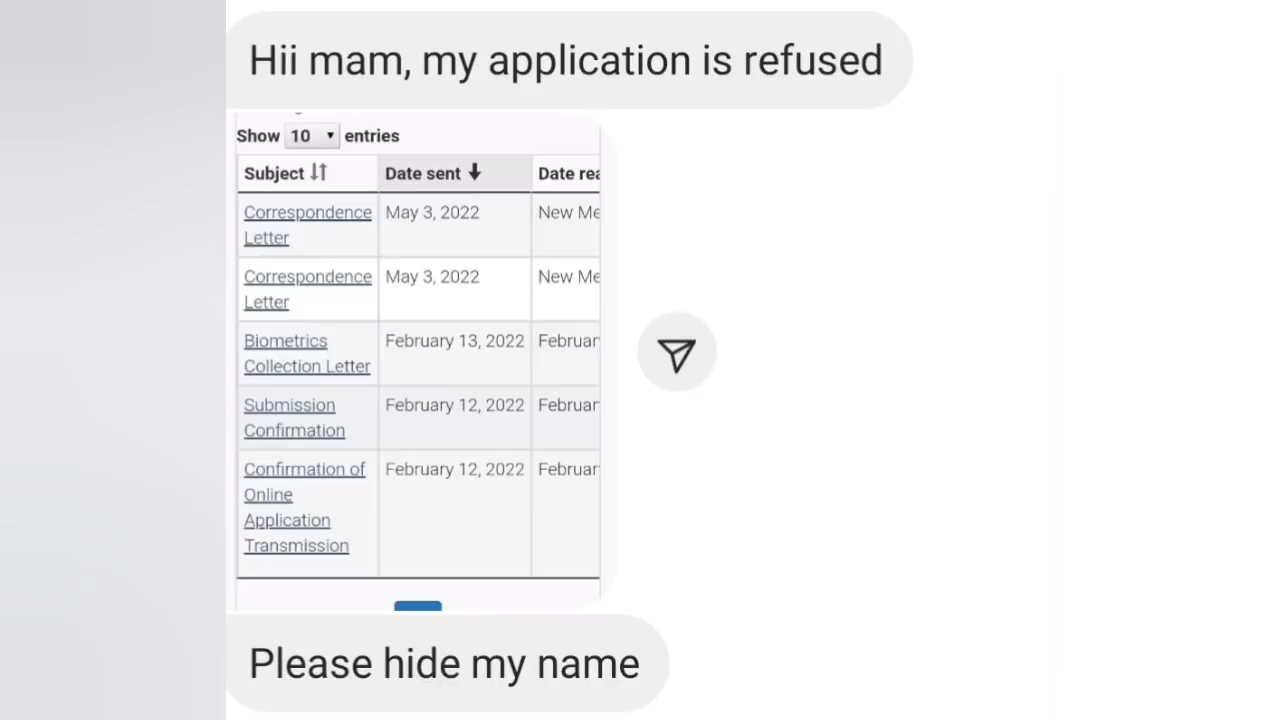 Hii mam, my application is refused
Show 10 entries
Subject Date sent Date rea
Correspondence May 3, 2022 New Me
Letter
Correspondence May 3, 2022 New Me
Letter
Biometrics February 13, 2022 Februar
Collection Letter
Submission February 12, 2022 Februar
Confirmation
Confirmation of February 12, 2022 Februar
Online
Application
Transmission
Please hide my name